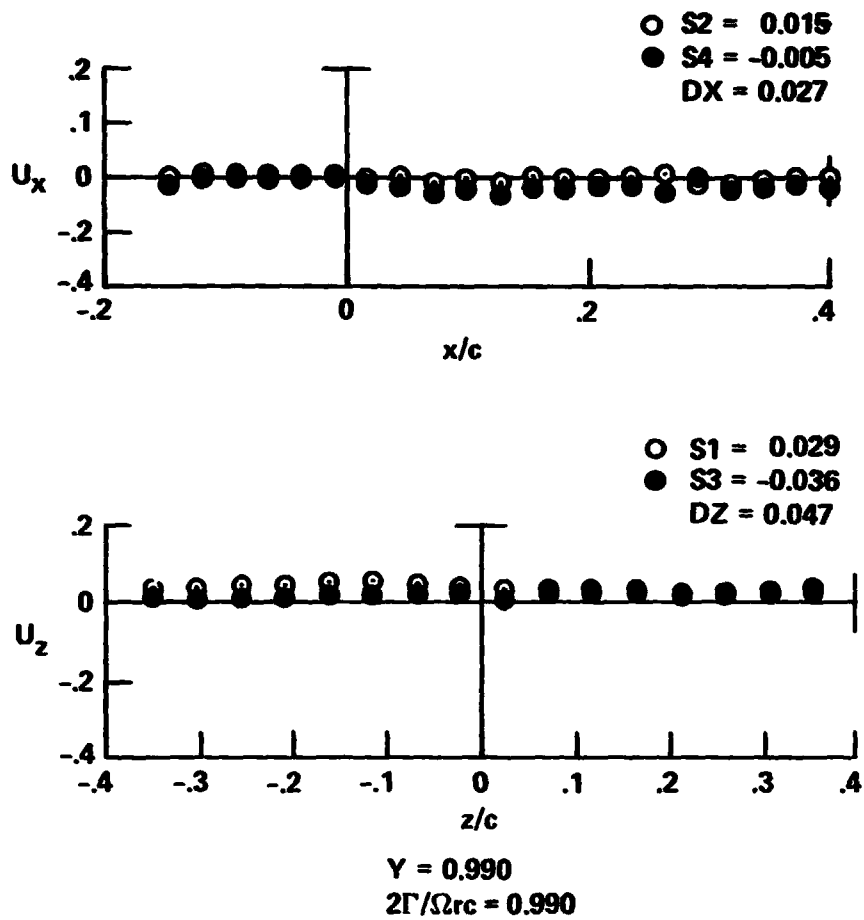 S2 = 0.015
S4 = -0.005
DX = 0.027
.2
.1
Ux
0
-.2
-.4
-.2 0 .2 .4
x/c
S1 = 0.029
S3 = -0.036
DZ = 0.047
.2
0
Uz
-.2
-.4
-.4 -.3 -.2 -.1 0 .1 .2 .3 .4
z/c
Y = 0.990
2Γ/Ωrc = 0.990